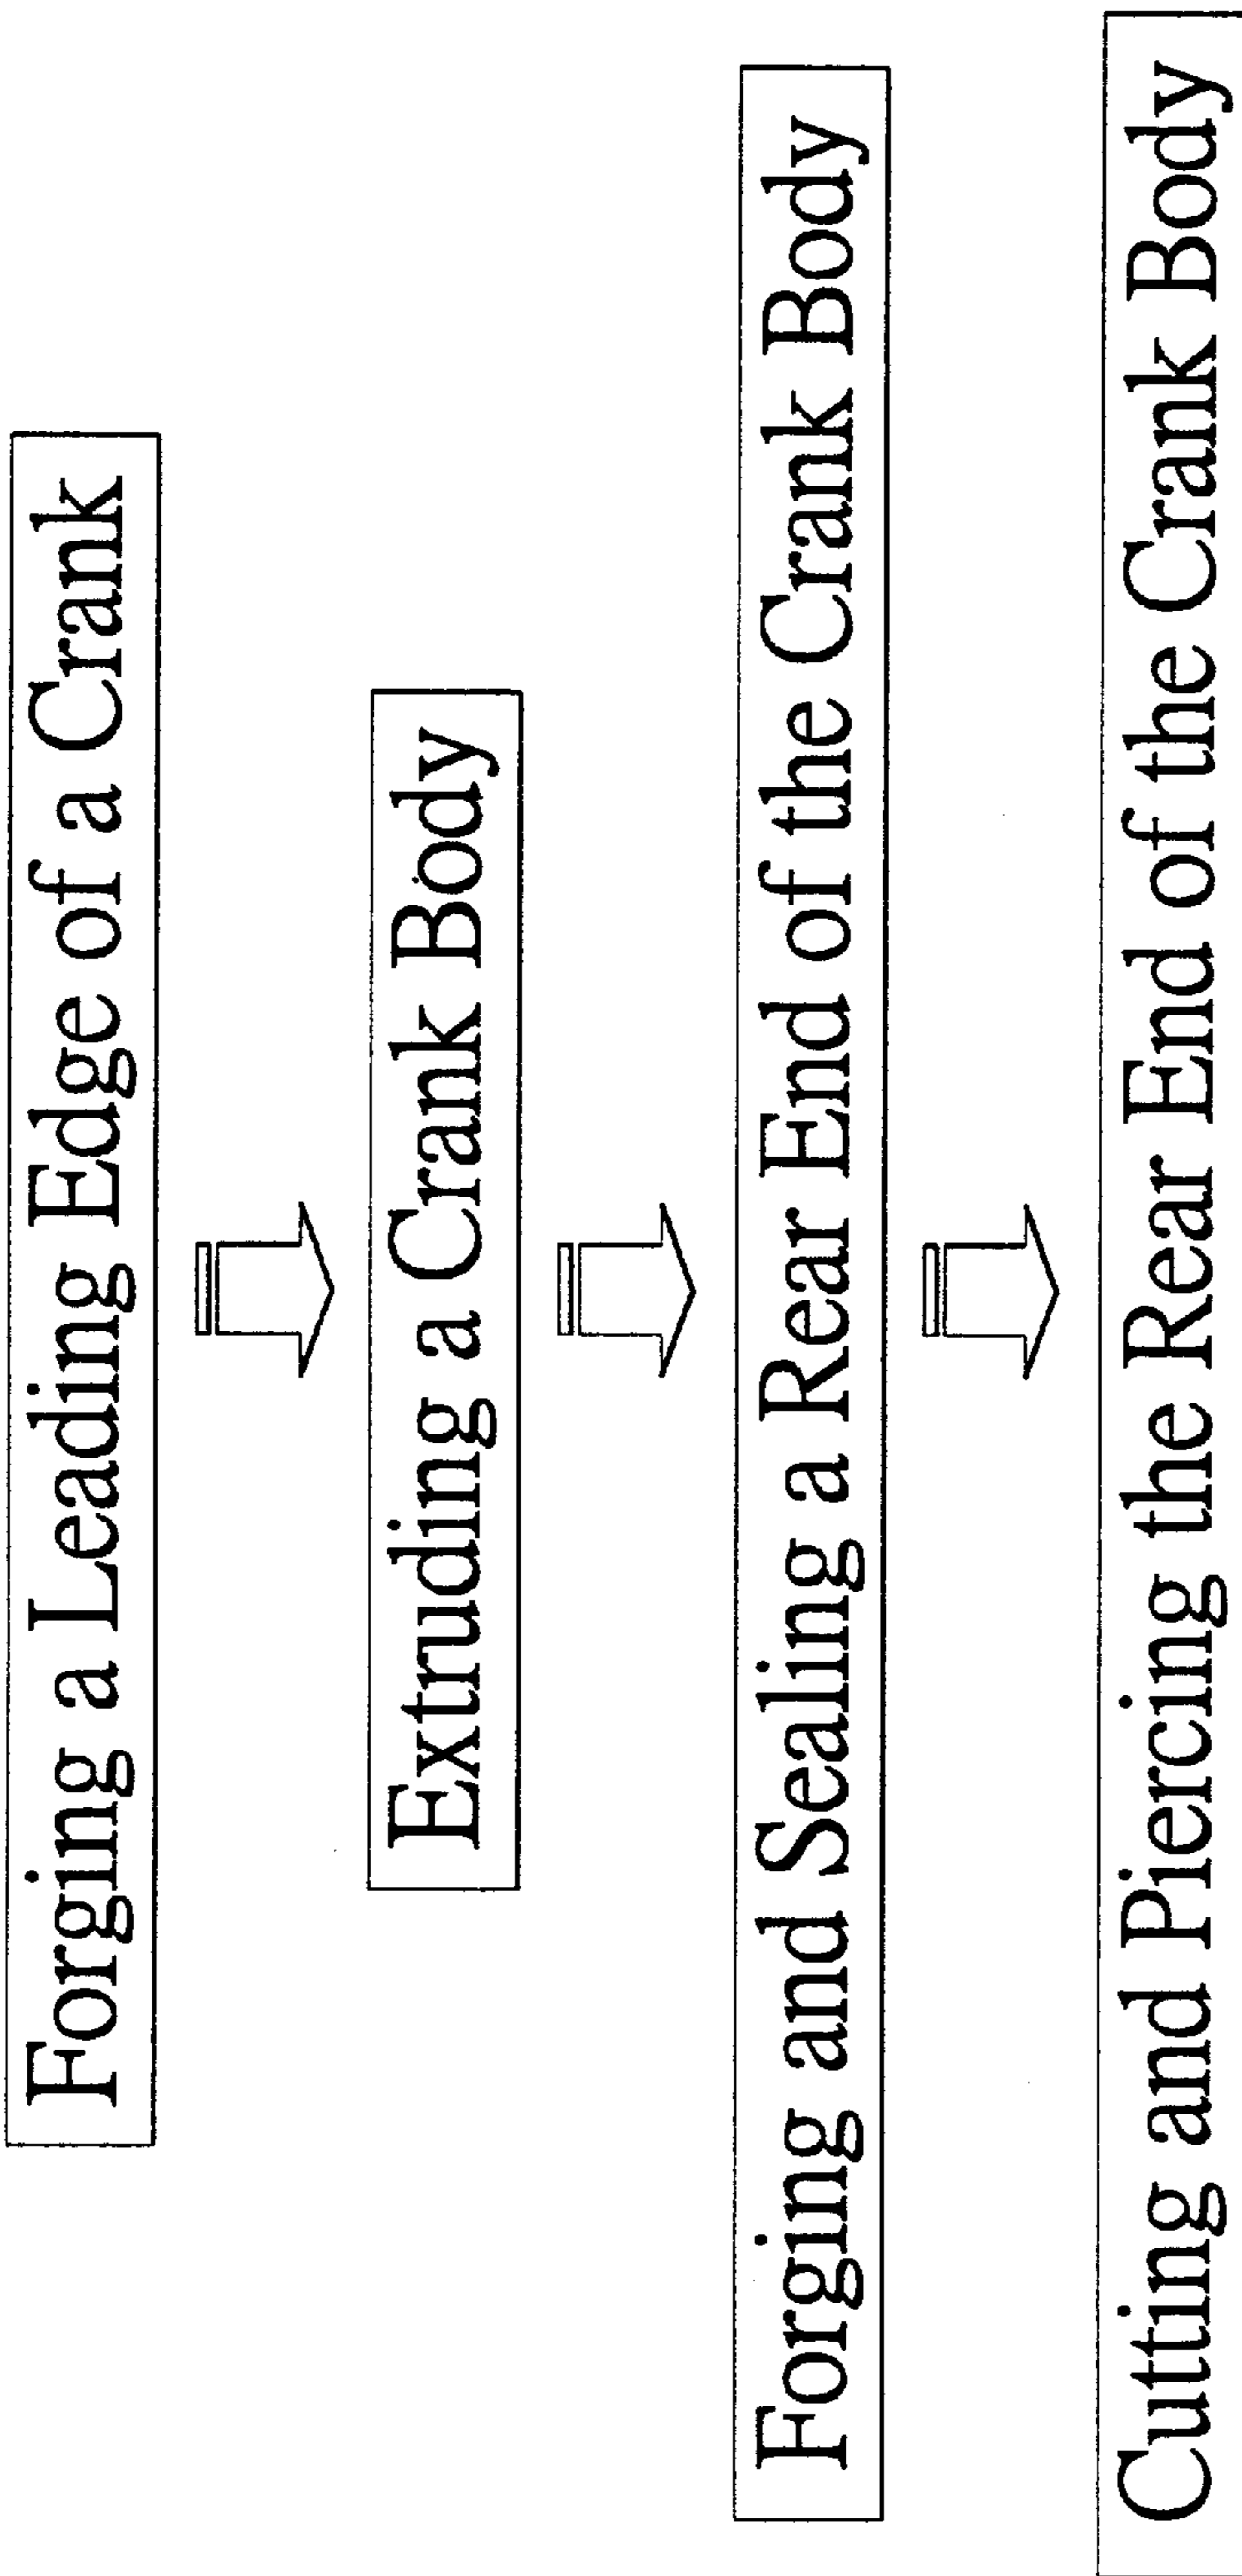 Forging a Leading Edge of a Crank
Extruding a Crank Body
Forging and Sealing a Rear End of the Crank Body
Cutting and Piercing the Rear End of the Crank Body